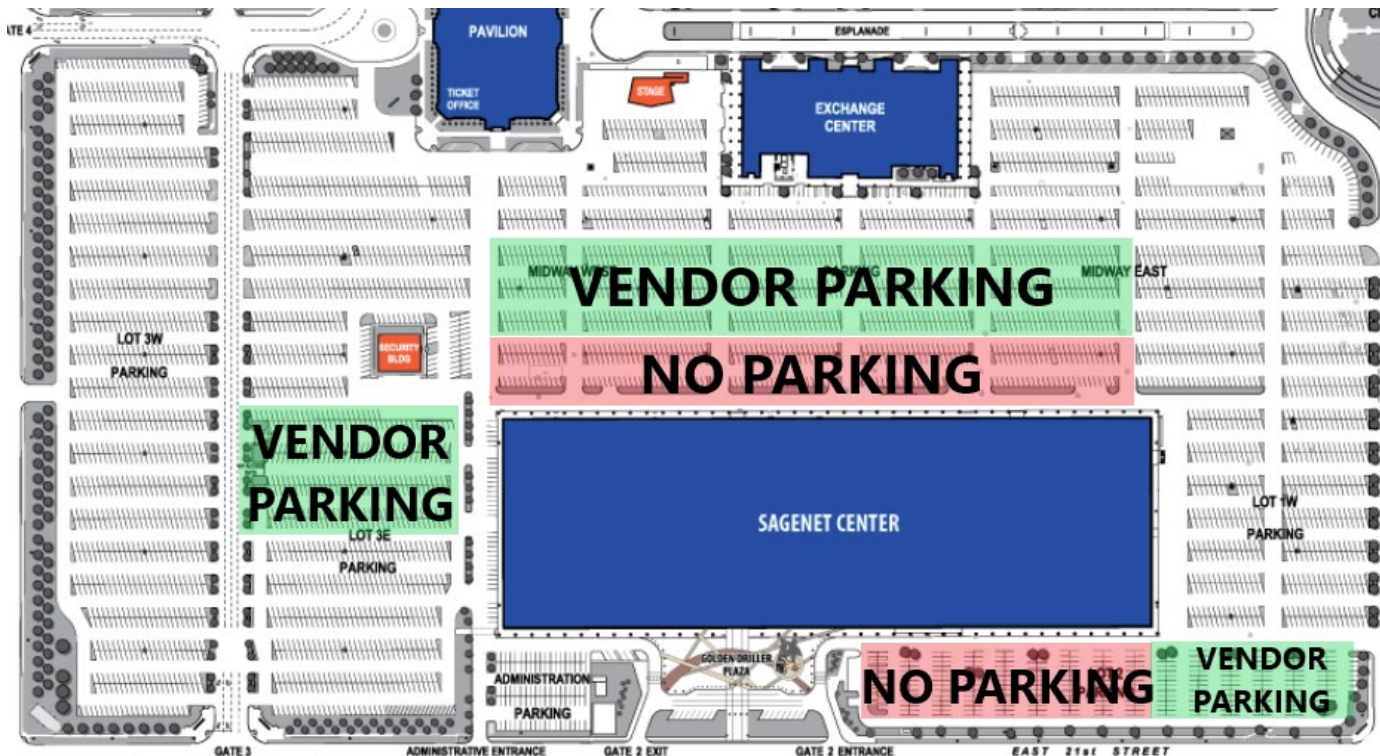 GATE 4
PAVILION
TICKET
OFFICE
ESPLANADE
STAGE
EXCHANGE
CENTER
VENDOR PARKING
MIDWAY EAST
NO PARKING
LOT 3W
PARKING
SECURITY
BLDG
VENDOR
PARKING
LOT 3E
PARKING
SAGENET CENTER
LOT 1W
PARKING
GOLDEN DRILLER
PLAZA
ADMINISTRATION
PARKING
NO PARKING
VENDOR
PARKING
GATE 3
ADMINISTRATIVE ENTRANCE
GATE 2 EXIT
GATE 2 ENTRANCE
EAST 21st STREET